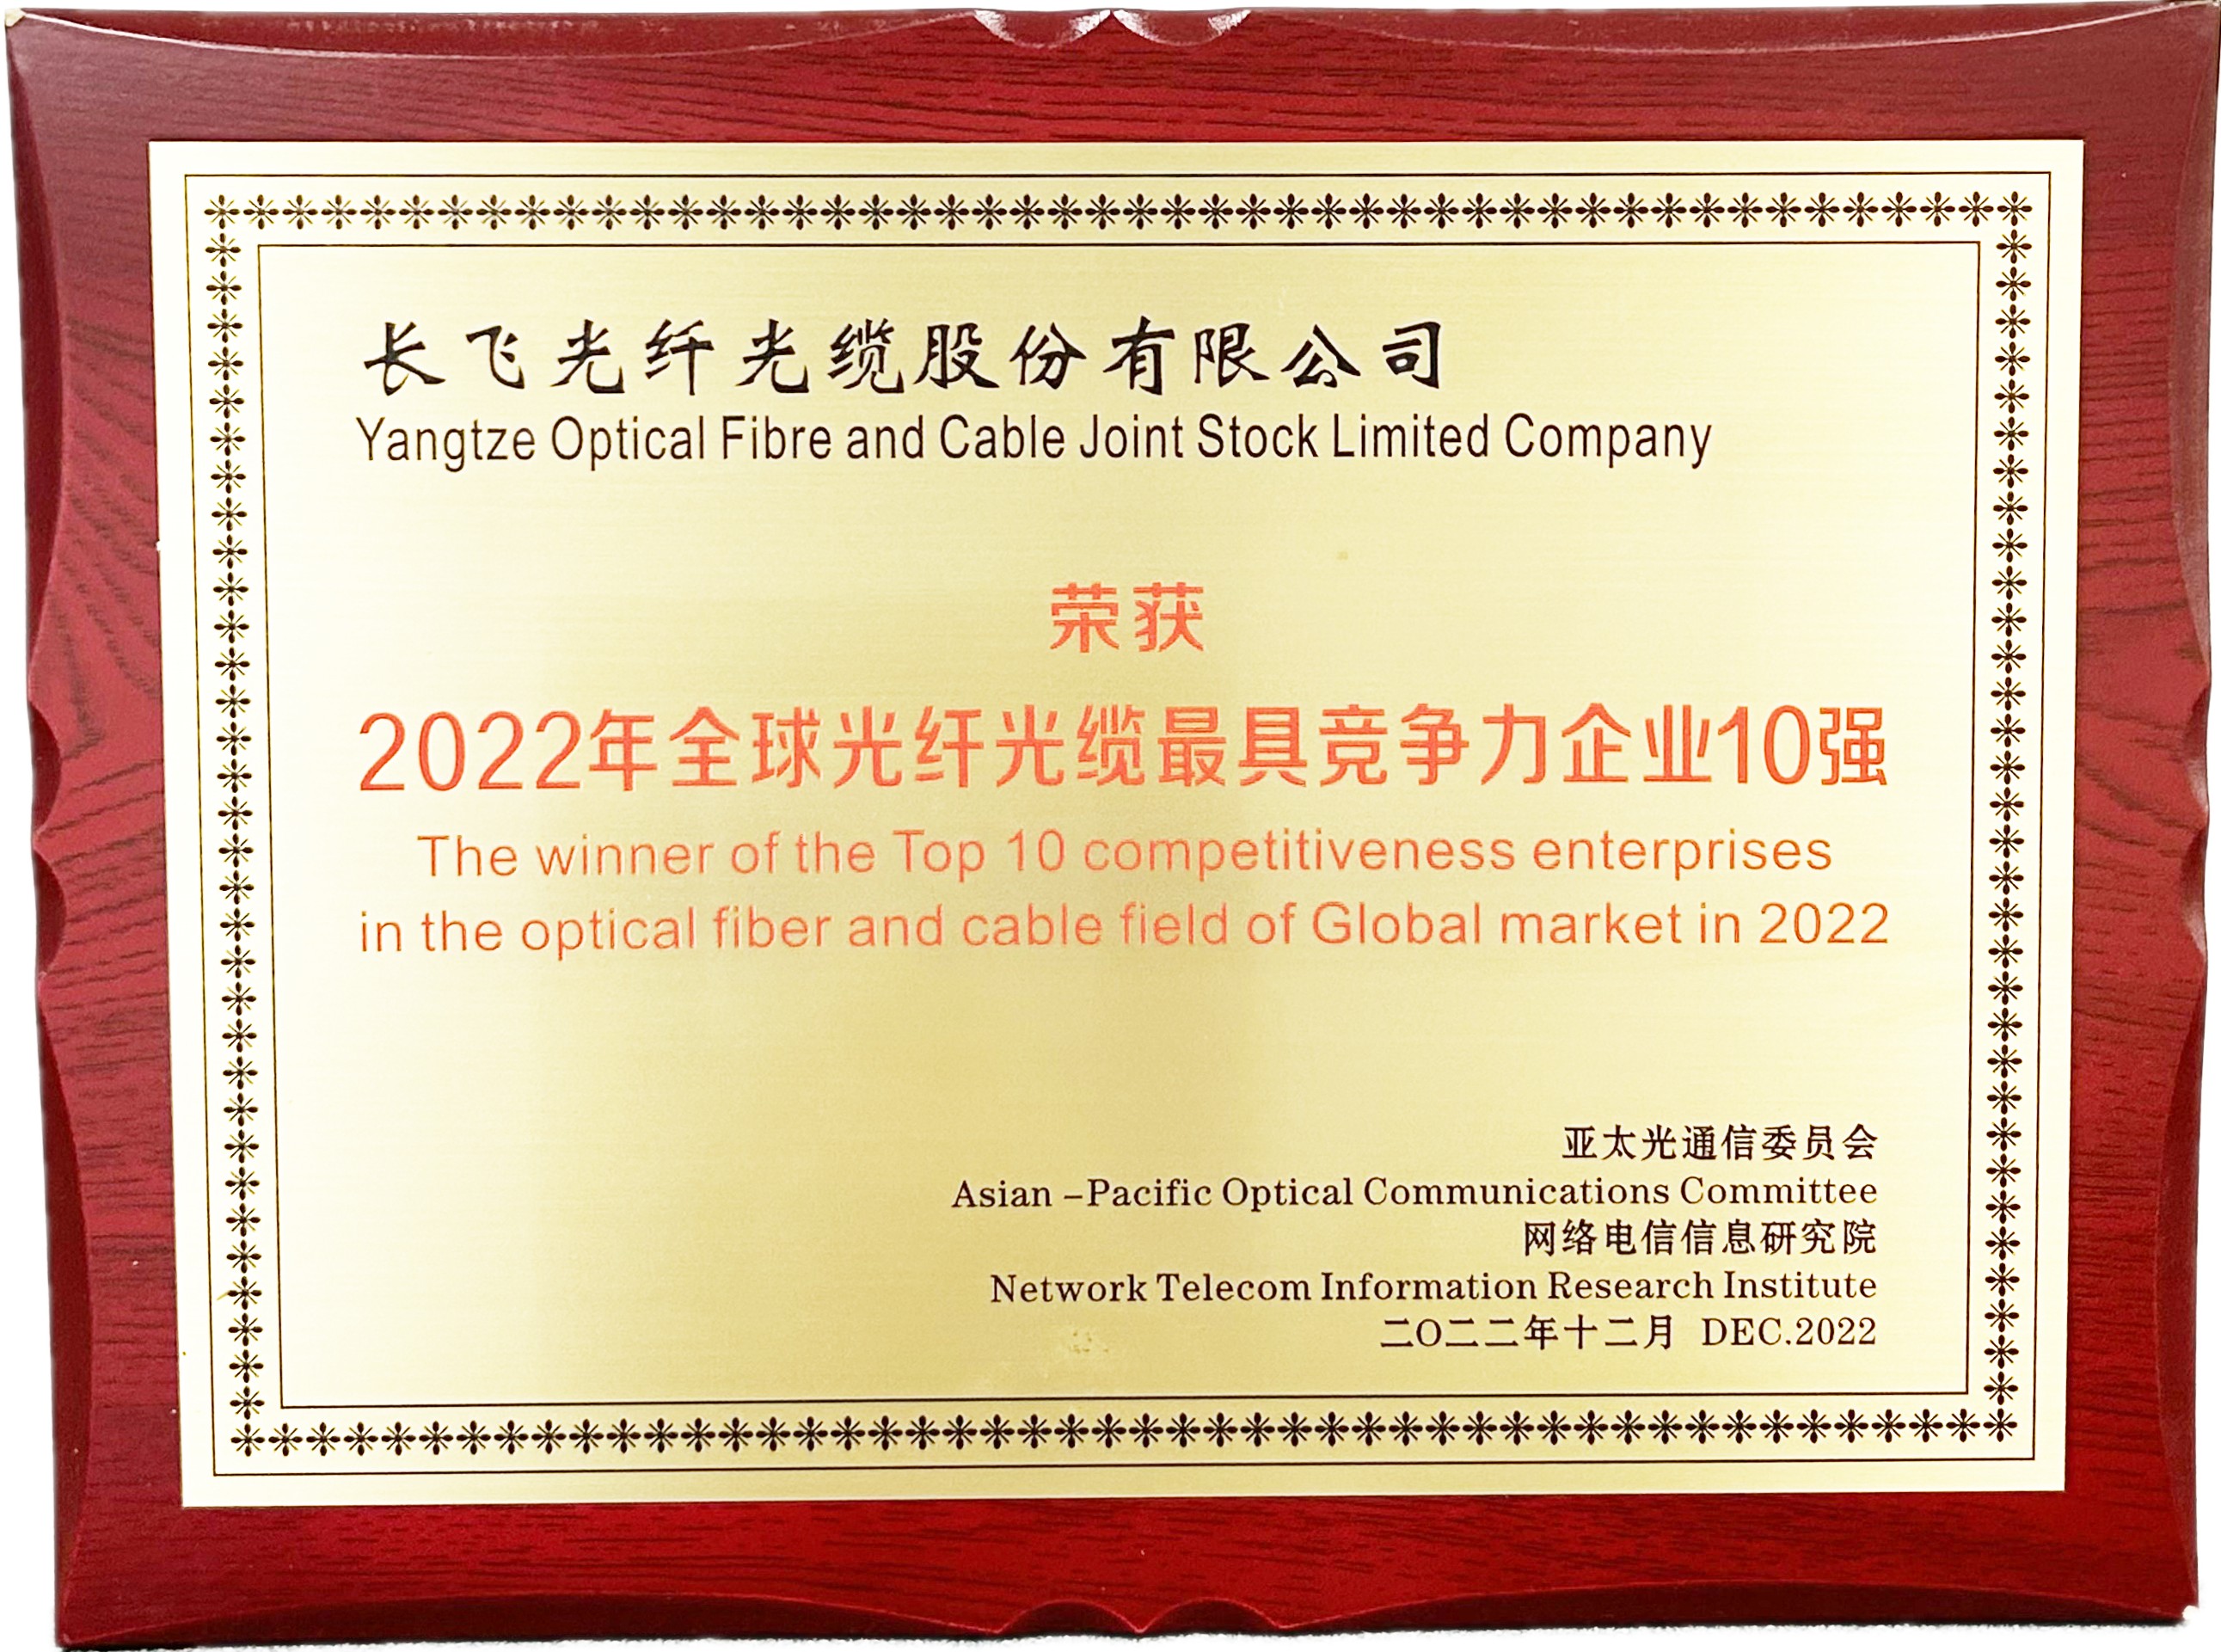 长飞光纤光缆股份有限公司
Yangtze Optical Fibre and Cable Joint Stock Limited Company
荣获
2022年全球光纤光缆最具竞争力企业10强
The winner of the Top 10 competitiveness enterprises
in the optical fiber and cable field of Global market in 2022
亚太光通信委员会
Asian –Pacific Optical Communications Committee
网络电信信息研究院
Network Telecom Information Research Institute
二O二二年十二月 DEC.2022